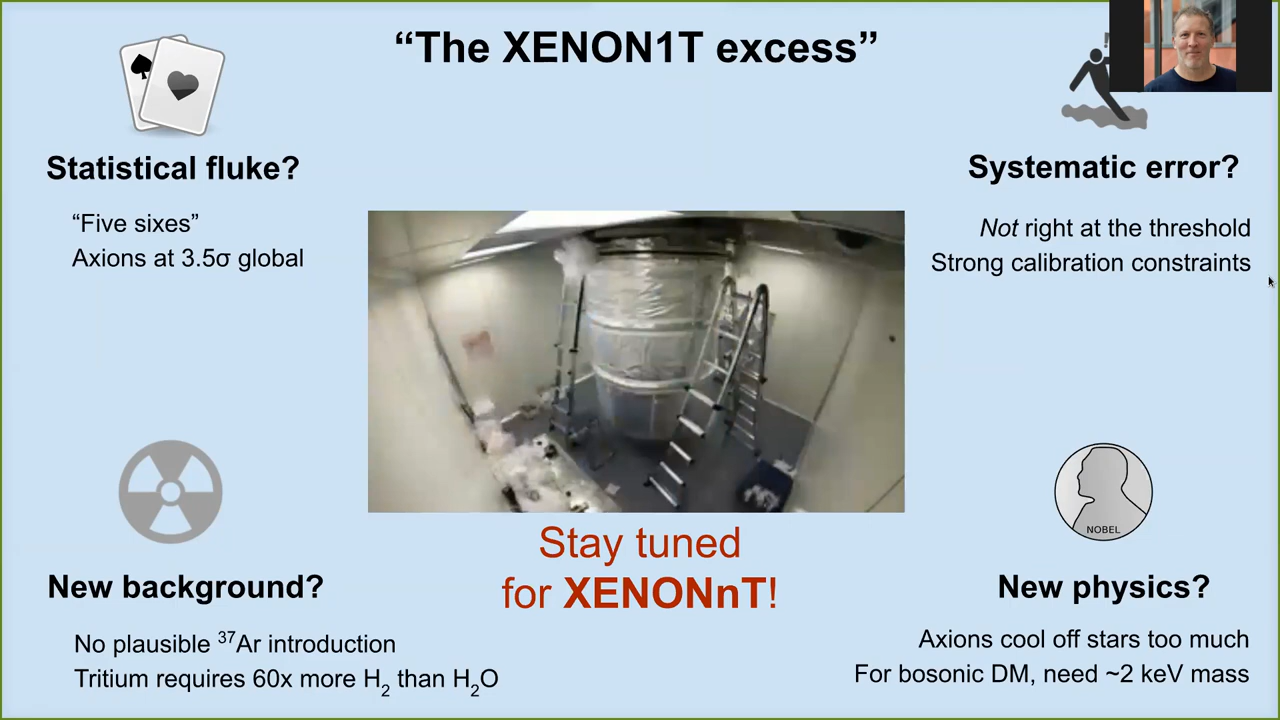 “The XENON1T excess”
Statistical fluke?
“Five sixes”
Axions at 3.5σ global
Systematic error?
Not right at the threshold
Strong calibration constraints
Stay tuned
for XENONnT!
New background?
No plausible ³⁷Ar introduction
Tritium requires 60x more H₂ than H₂O
NOBEL
New physics?
Axions cool off stars too much
For bosonic DM, need ~2 keV mass